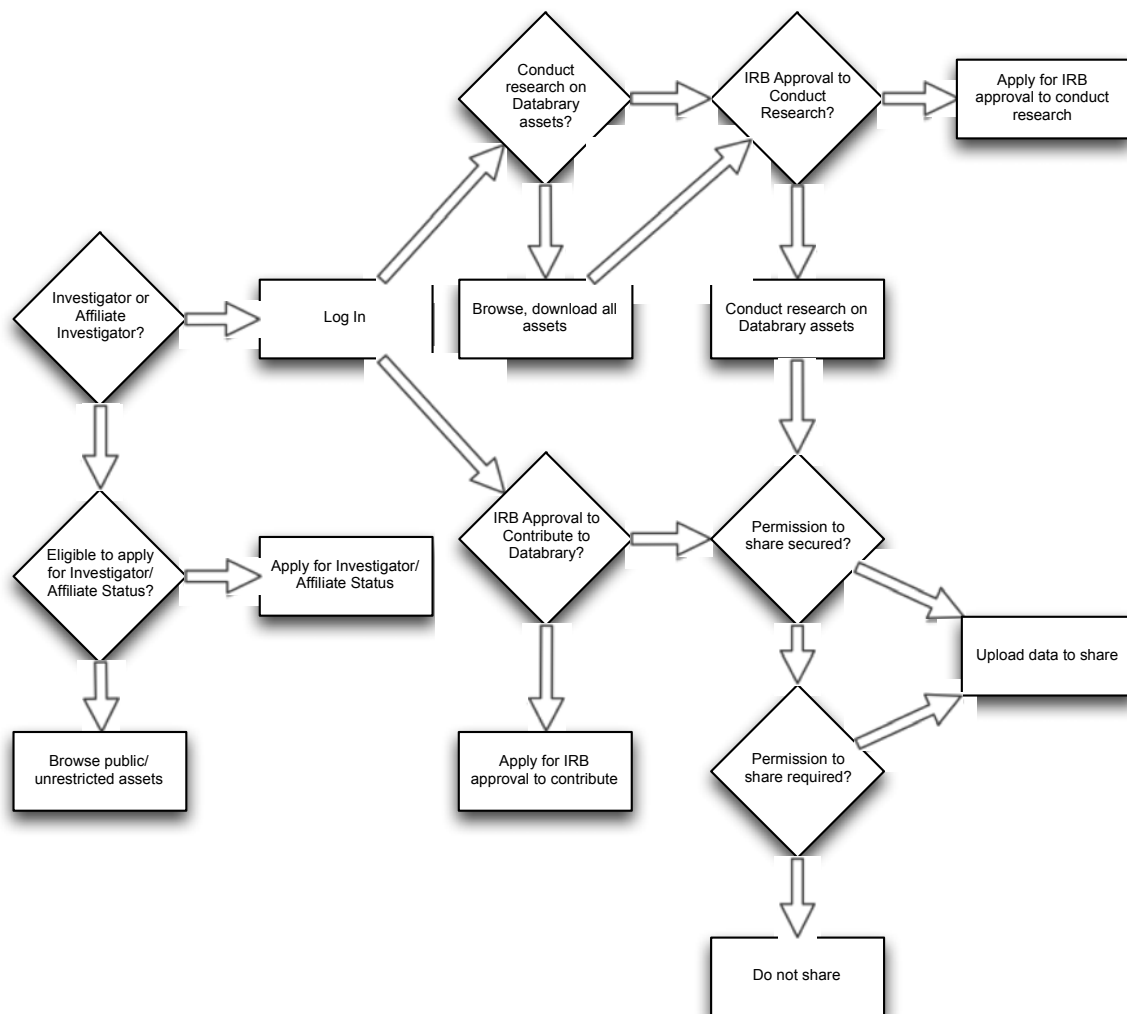 Conduct
research on
Databrary
assets?
IRB Approval to
Conduct
Research?
Apply for IRB
approval to conduct
research
Investigator or
Affiliate
Investigator?
Log In
Browse, download all
assets
Conduct research on
Databrary assets
Eligible to apply
for Investigator/
Affiliate Status?
Apply for Investigator/
Affiliate Status
IRB Approval to
Contribute to
Databrary?
Permission to
share secured?
Upload data to share
Browse public/
unrestricted assets
Apply for IRB
approval to contribute
Permission to
share required?
Do not share